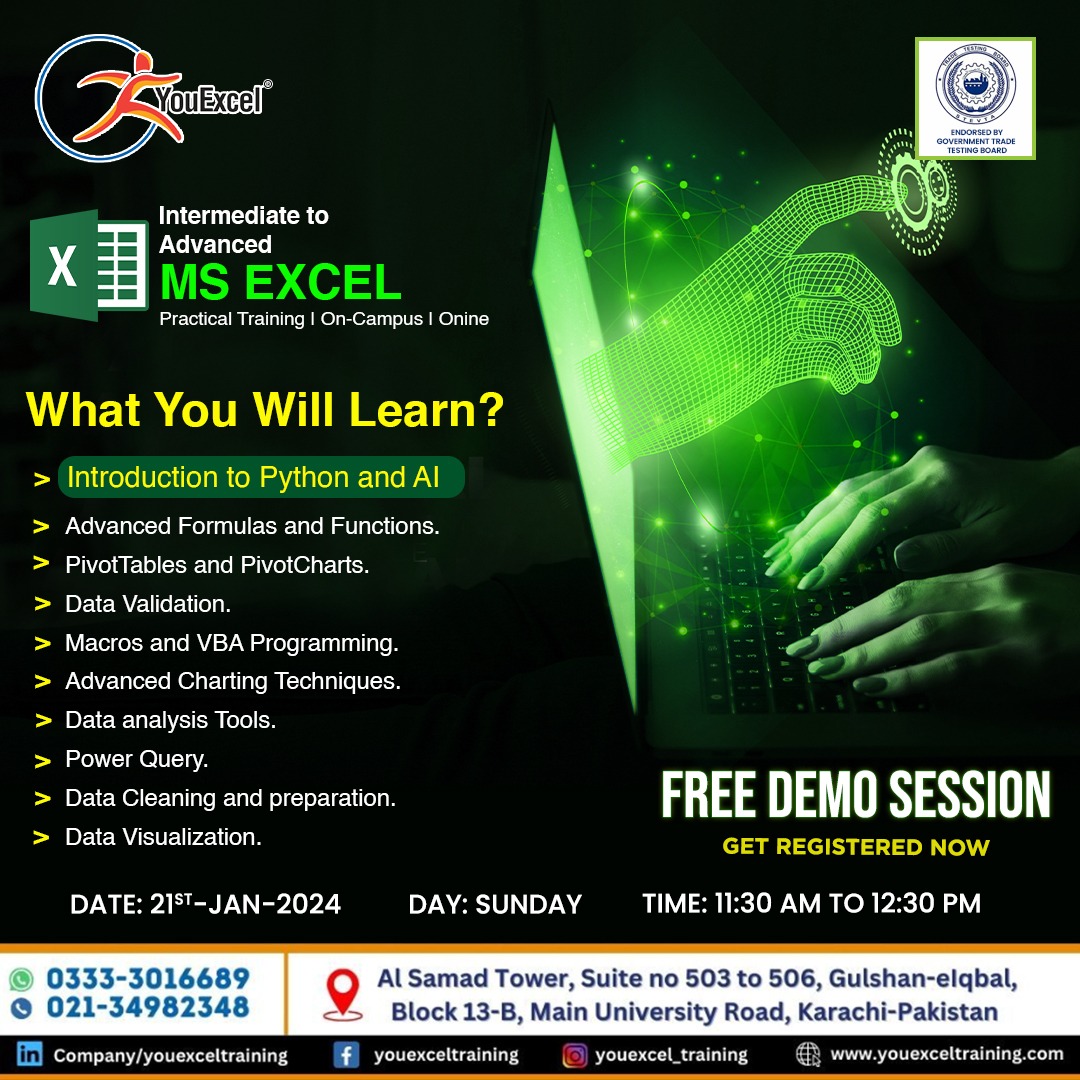 YouExcel®
TRADE TESTING BOARD
STEVTA
ENDORSED BY
GOVERNMENT TRADE
TESTING BOARD
X
Intermediate to
Advanced
MS EXCEL
Practical Training | On-Campus | Onine
What You Will Learn?
> Introduction to Python and AI
> Advanced Formulas and Functions.
> PivotTables and PivotCharts.
> Data Validation.
> Macros and VBA Programming.
> Advanced Charting Techniques.
> Data analysis Tools.
> Power Query.
> Data Cleaning and preparation.
> Data Visualization.
FREE DEMO SESSION
GET REGISTERED NOW
DATE: 21ST-JAN-2024 DAY: SUNDAY TIME: 11:30 AM TO 12:30 PM
0333-3016689
021-34982348
Al Samad Tower, Suite no 503 to 506, Gulshan-eIqbal,
Block 13-B, Main University Road, Karachi-Pakistan
in Company/youexceltraining f youexceltraining youexcel_training www.youexceltraining.com